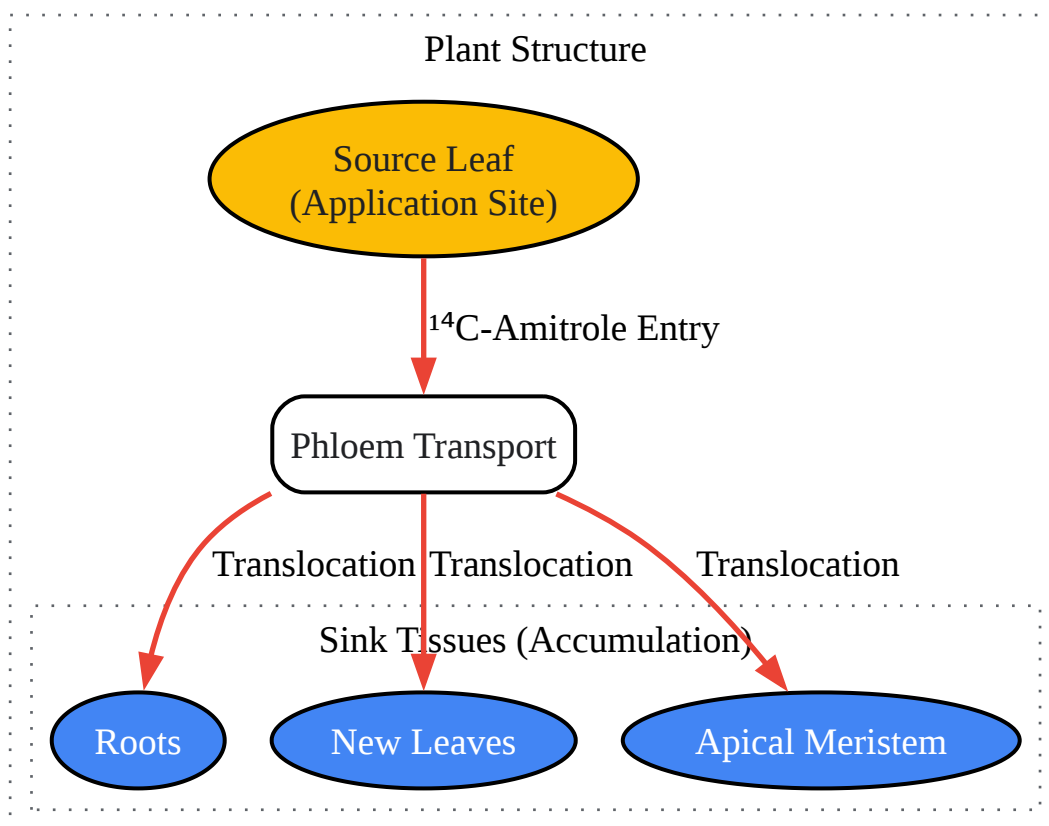 Plant Structure
Source Leaf
(Application Site)
¹⁴C-Amitrole Entry
Phloem Transport
Translocation
Translocation
Translocation
Sink Tissues (Accumulation)
Roots
New Leaves
Apical Meristem